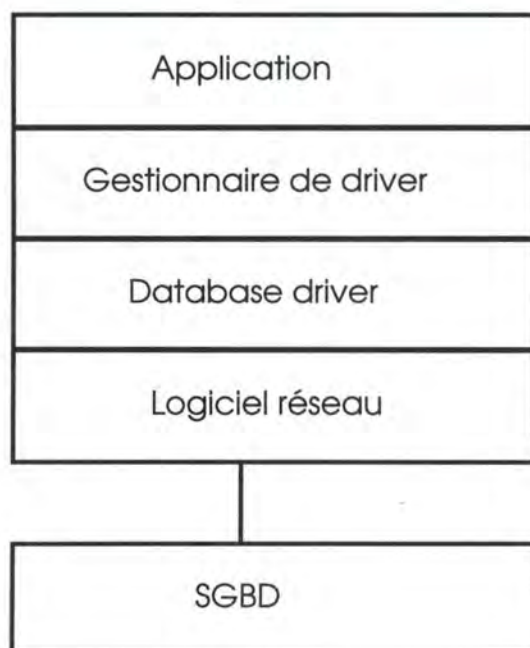 Application
Gestionnaire de driver
Database driver
Logiciel réseau
SGBD